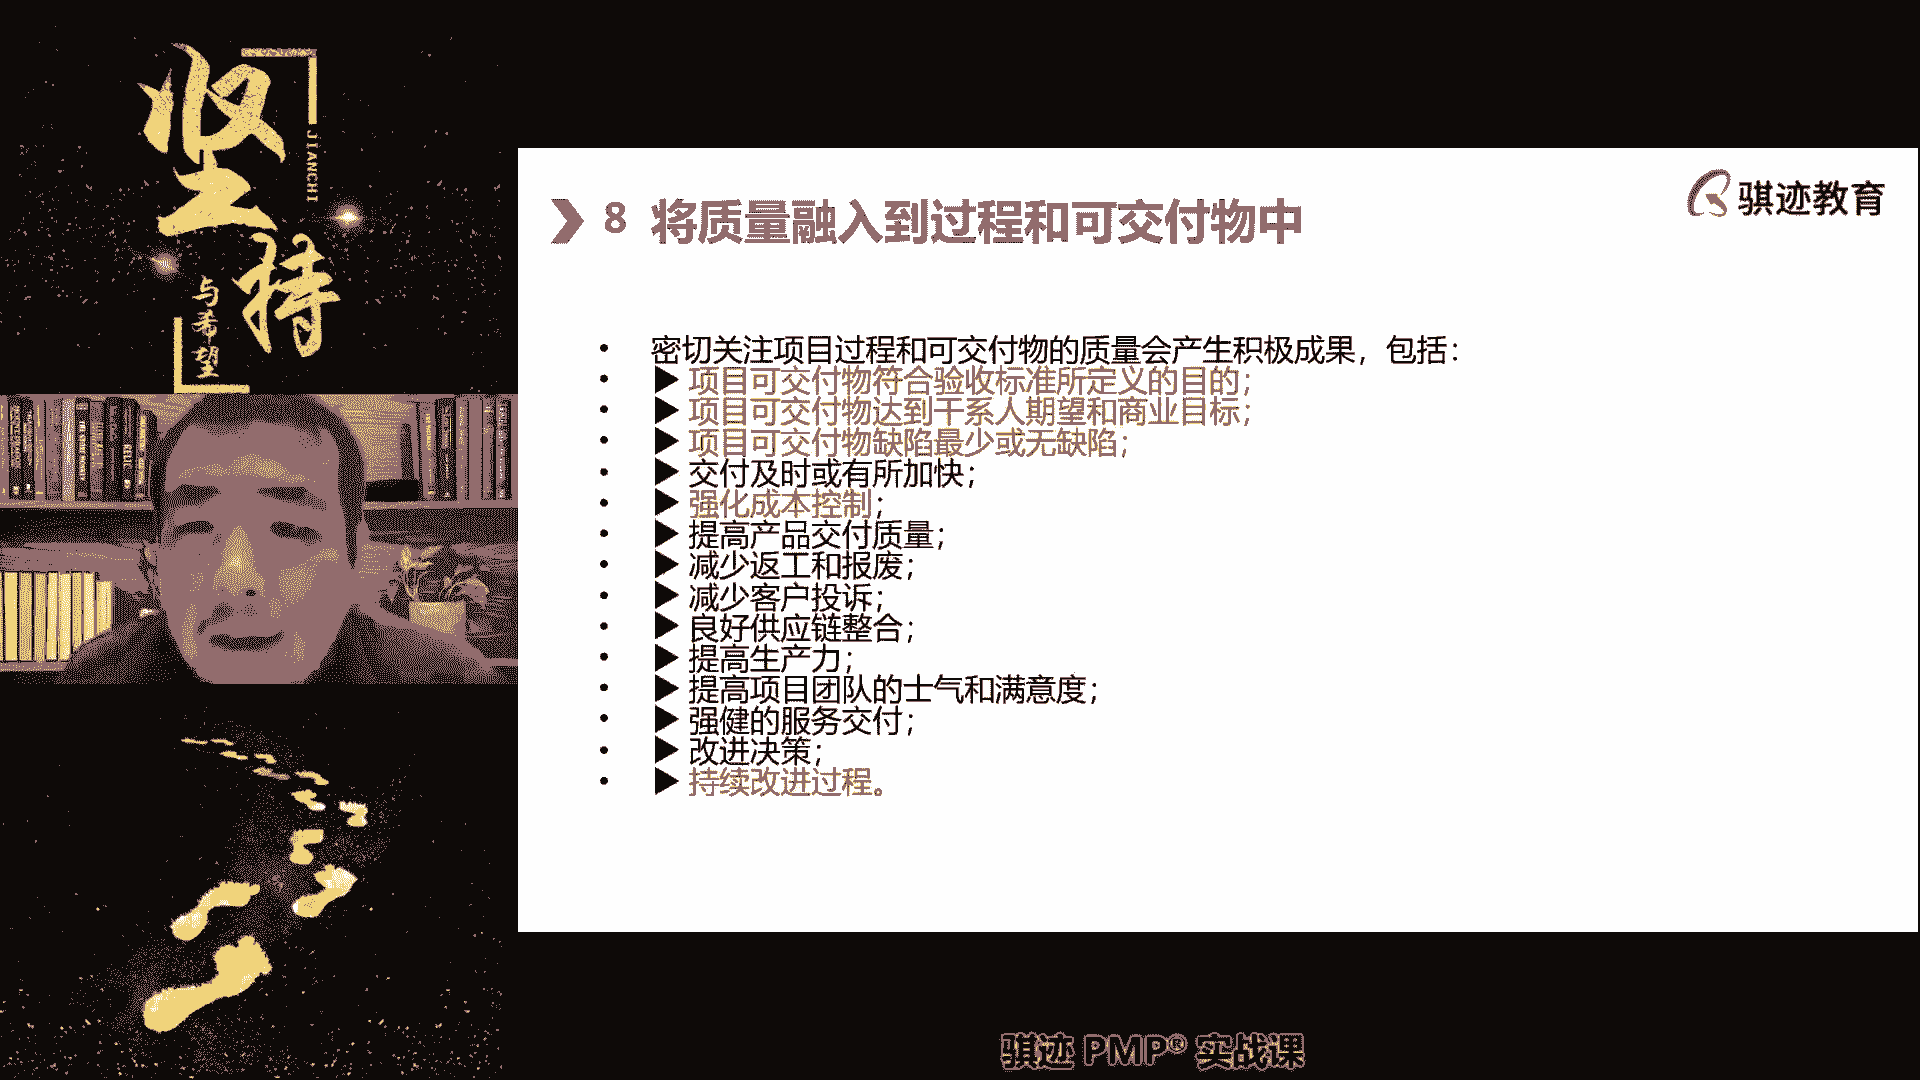 坚持
JIANCHI
与希望
骐迹教育
8 将质量融入到过程和可交付物中
• 密切关注项目过程和可交付物的质量会产生积极成果，包括：
• ▶ 项目可交付物符合验收标准所定义的目的；
• ▶ 项目可交付物达到干系人期望和商业目标；
• ▶ 项目可交付物缺陷最少或无缺陷；
• ▶ 交付及时或有所加快；
• ▶ 强化成本控制；
• ▶ 提高产品交付质量；
• ▶ 减少返工和报废；
• ▶ 减少客户投诉；
• ▶ 良好供应链整合；
• ▶ 提高生产力；
• ▶ 提高项目团队的士气和满意度；
• ▶ 强健的服务交付；
• ▶ 改进决策；
• ▶ 持续改进过程。
骐迹 PMP® 实战课